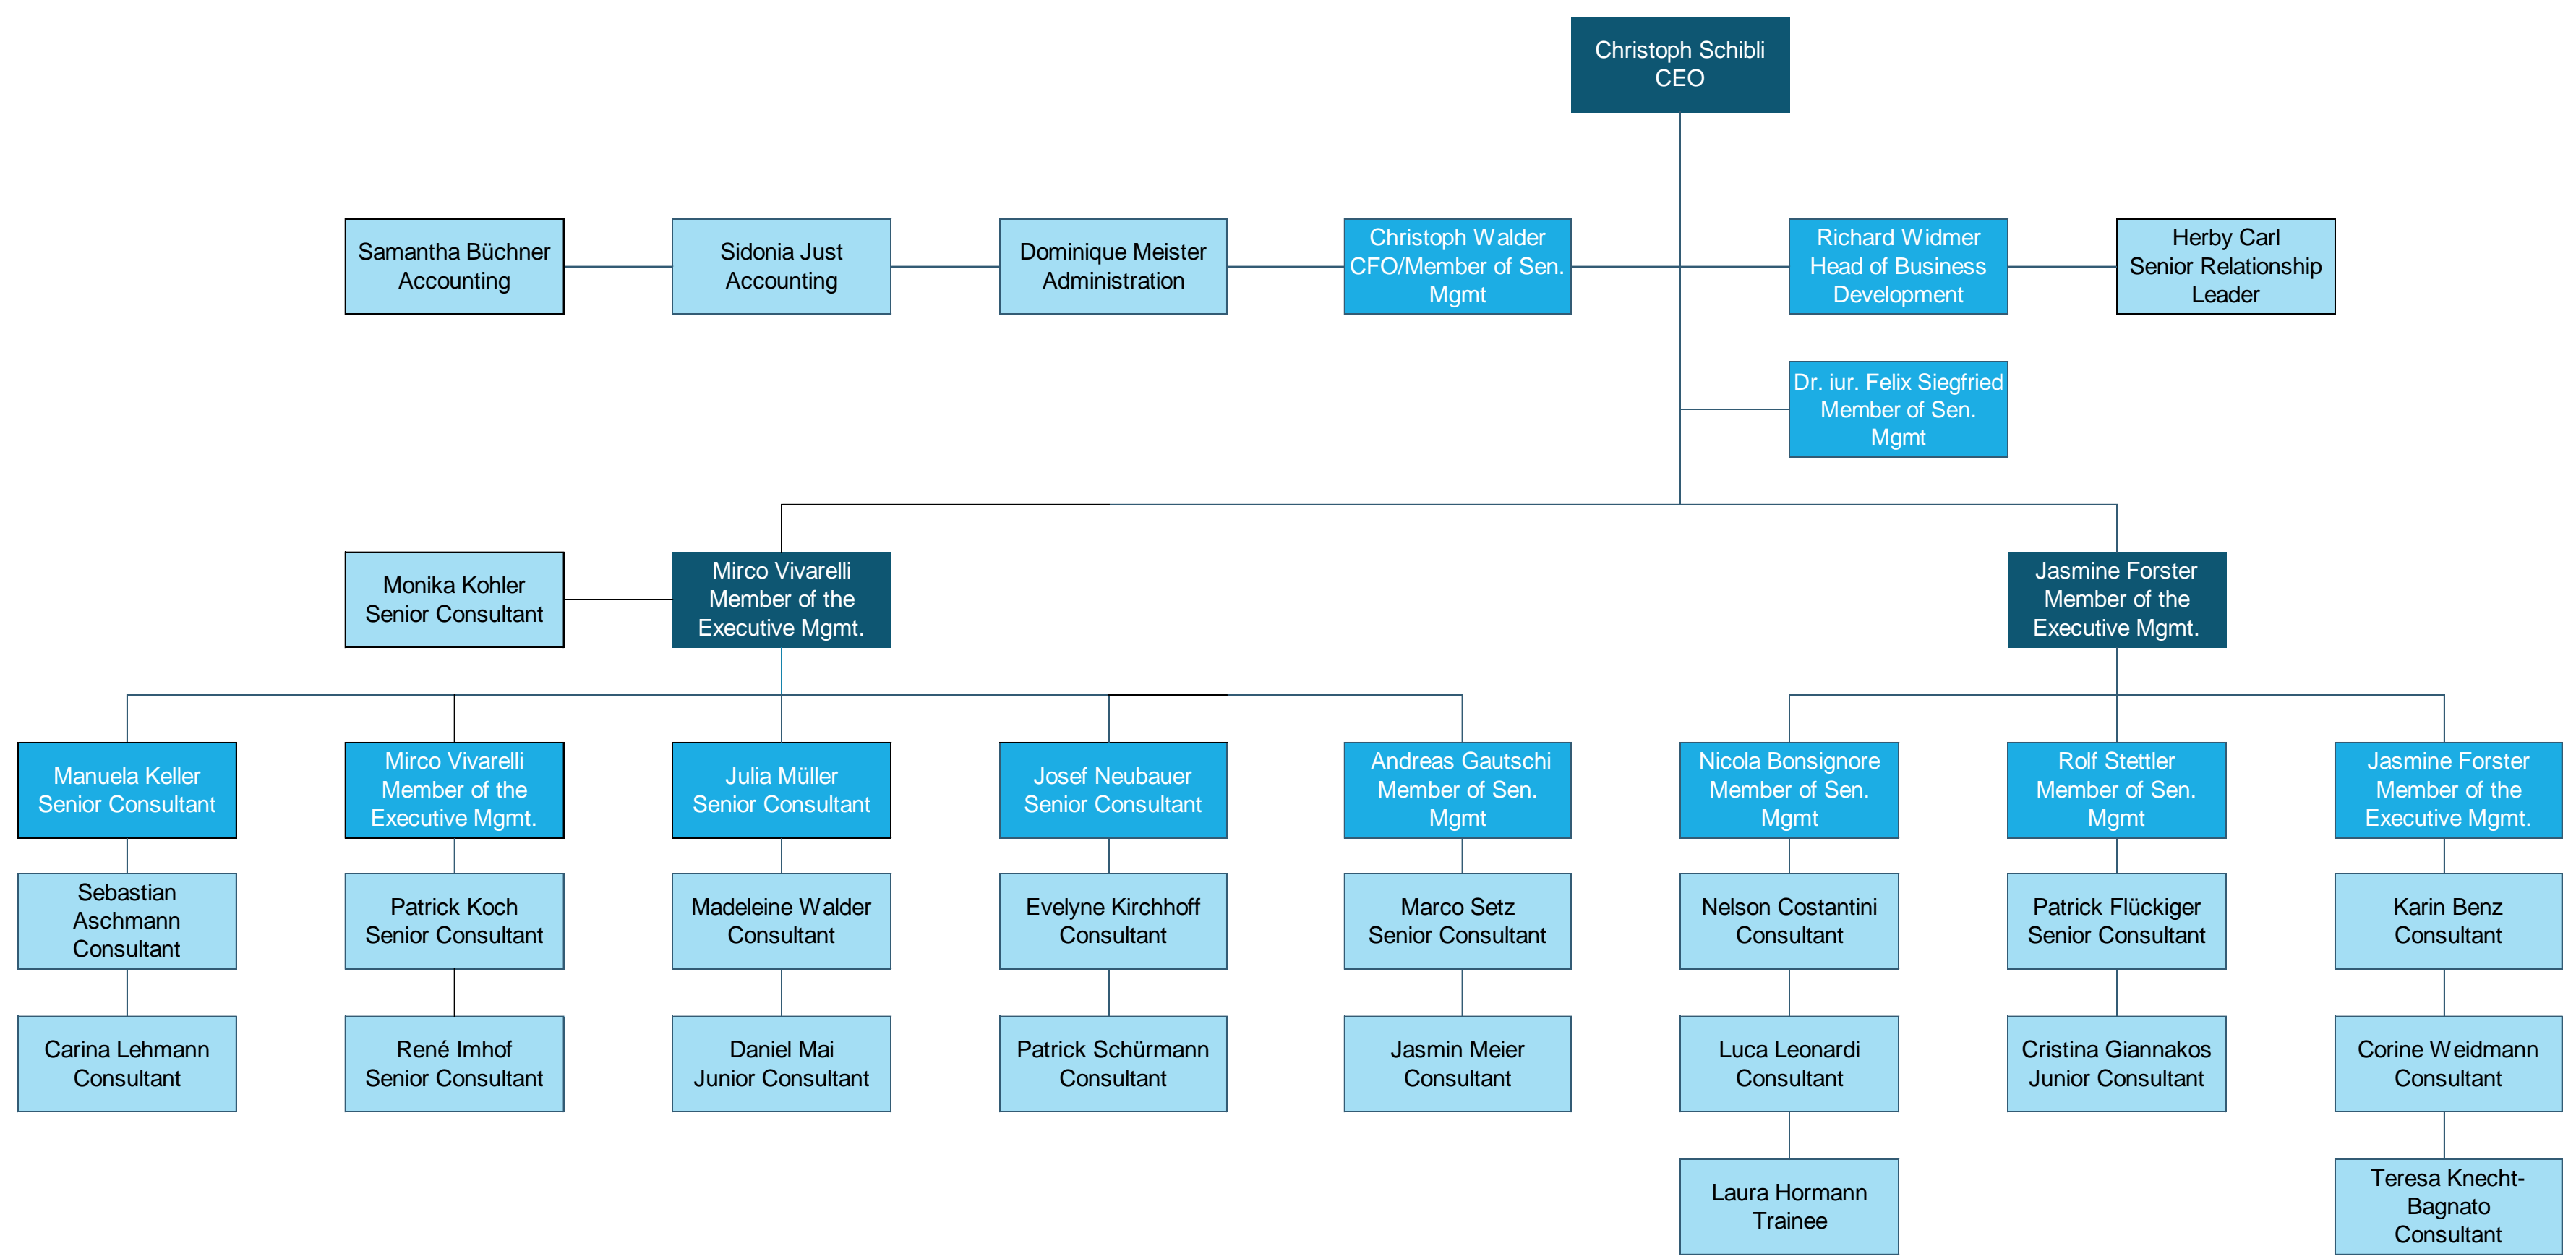 Christoph Schibli
CEO
Samantha Büchner
Accounting
Sidonia Just
Accounting
Dominique Meister
Administration
Christoph Walder
CFO/Member of Sen.
Mgmt
Richard Widmer
Head of Business
Development
Herby Carl
Senior Relationship
Leader
Dr. iur. Felix Siegfried
Member of Sen.
Mgmt
Monika Kohler
Senior Consultant
Mirco Vivarelli
Member of the
Executive Mgmt.
Jasmine Forster
Member of the
Executive Mgmt.
Manuela Keller
Senior Consultant
Mirco Vivarelli
Member of the
Executive Mgmt.
Julia Müller
Senior Consultant
Josef Neubauer
Senior Consultant
Andreas Gautschi
Member of Sen.
Mgmt
Nicola Bonsignore
Member of Sen.
Mgmt
Rolf Stettler
Member of Sen.
Mgmt
Jasmine Forster
Member of the
Executive Mgmt.
Sebastian
Aschmann
Consultant
Patrick Koch
Senior Consultant
Madeleine Walder
Consultant
Evelyne Kirchhoff
Consultant
Marco Setz
Senior Consultant
Nelson Costantini
Consultant
Patrick Flückiger
Senior Consultant
Karin Benz
Consultant
Carina Lehmann
Consultant
René Imhof
Senior Consultant
Daniel Mai
Junior Consultant
Patrick Schürmann
Consultant
Jasmin Meier
Consultant
Luca Leonardi
Consultant
Cristina Giannakos
Junior Consultant
Corine Weidmann
Consultant
Laura Hormann
Trainee
Teresa Knecht-
Bagnato
Consultant